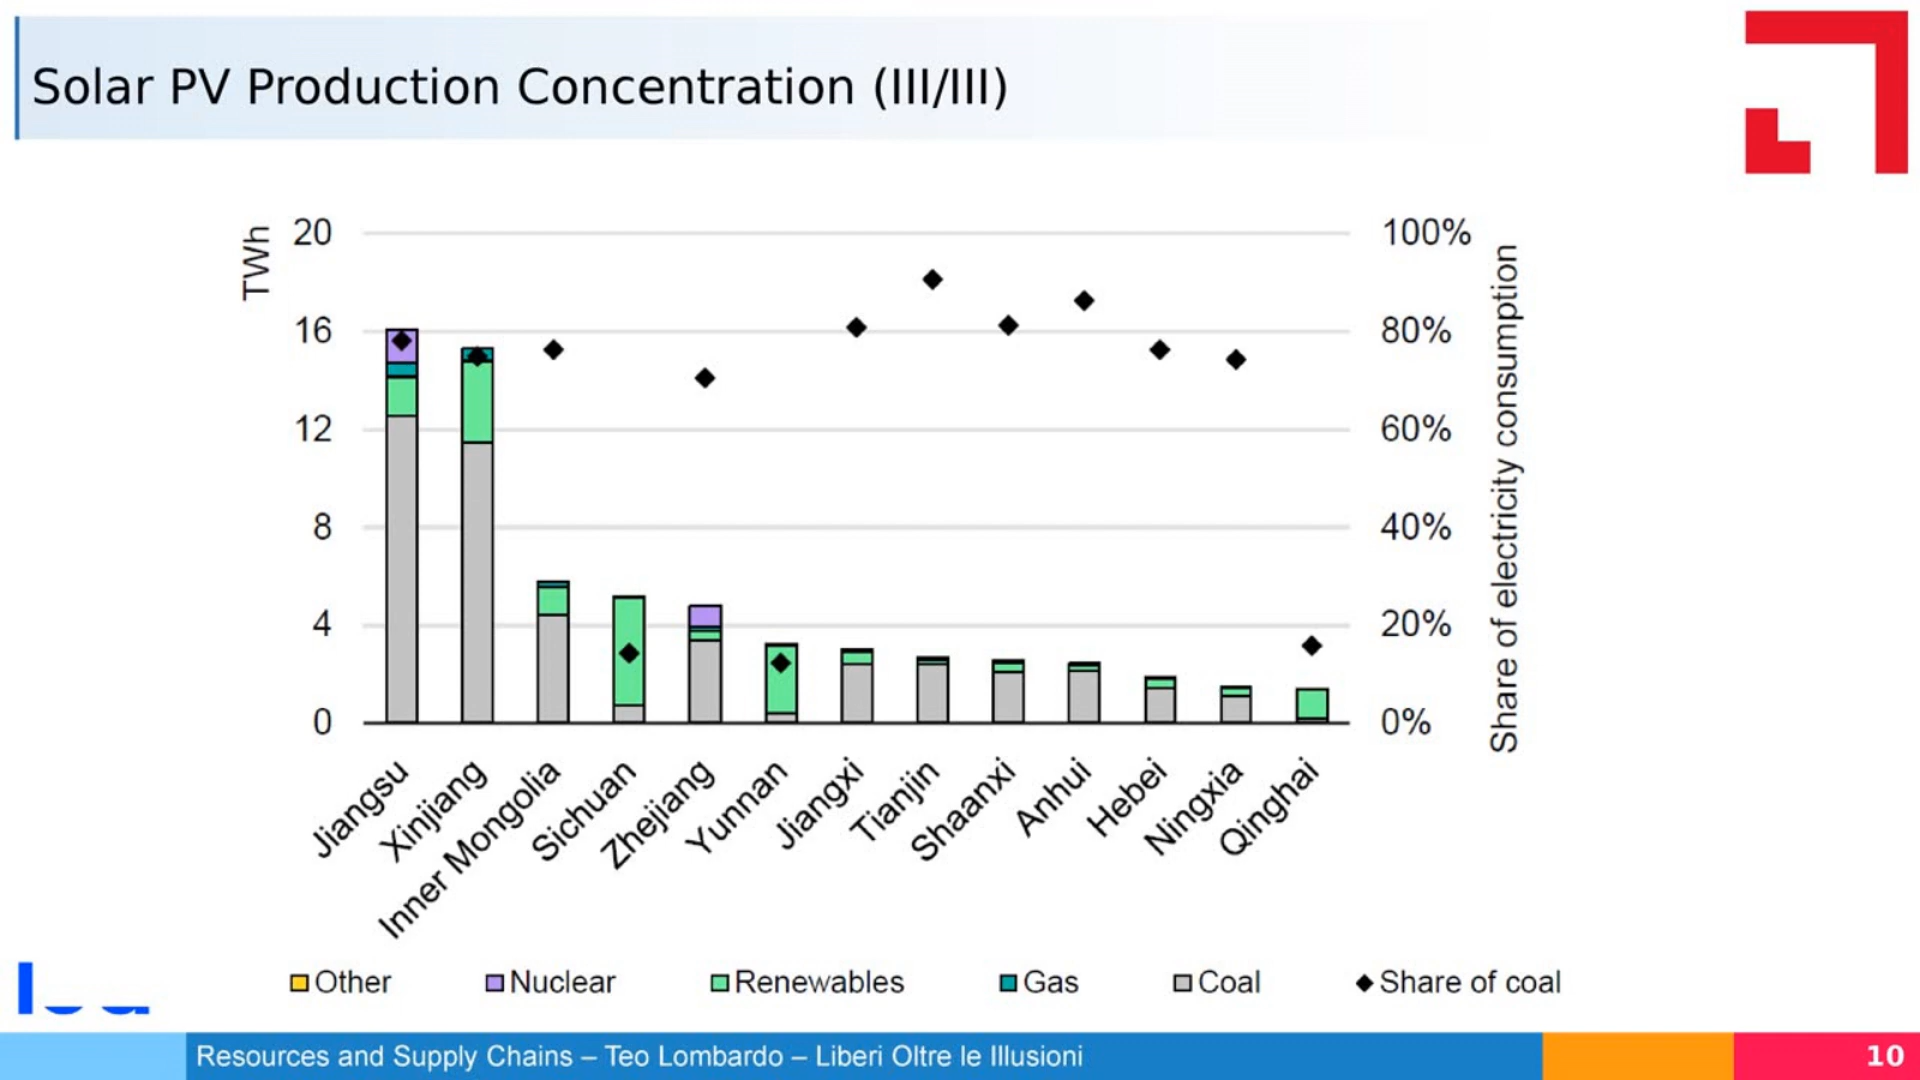 Solar PV Production Concentration (III/III)
TWh
20
16
12
8
4
0
100%
80%
60%
40%
20%
0%
Share of electricity consumption
Jiangsu
Xinjiang
Inner Mongolia
Sichuan
Zhejiang
Yunnan
Jiangxi
Tianjin
Shaanxi
Anhui
Hebei
Ningxia
Qinghai
Other Nuclear Renewables Gas Coal Share of coal
Resources and Supply Chains – Teo Lombardo – Liberi Oltre le Illusioni
10